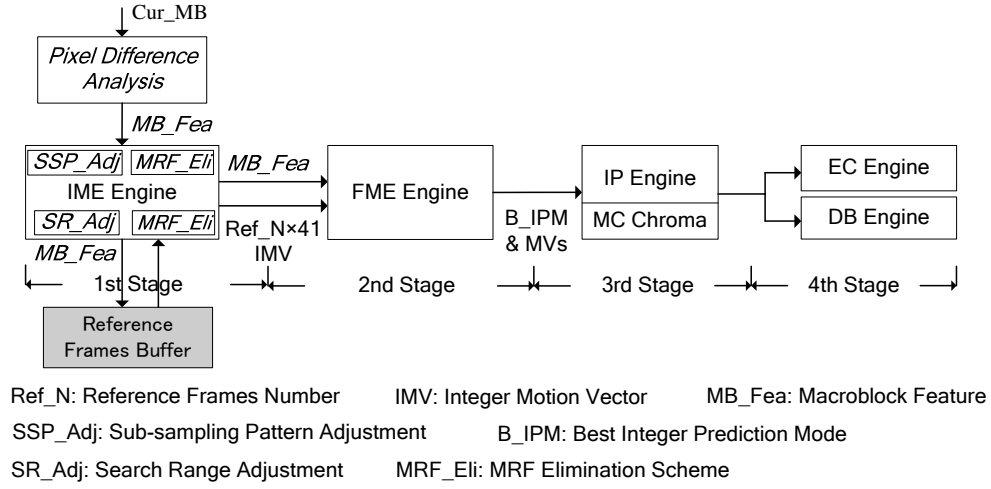 Cur_MB
Pixel Difference
Analysis
MB_Fea
SSP_Adj
MRF_Eli
IME Engine
SR_Adj
MRF_Eli
MB_Fea
Ref_N×41
IMV
MB_Fea
FME Engine
B_IPM
& MVs
IP Engine
MC Chroma
EC Engine
DB Engine
1st Stage
2nd Stage
3rd Stage
4th Stage
Reference
Frames Buffer
Ref_N: Reference Frames Number
IMV: Integer Motion Vector
MB_Fea: Macroblock Feature
SSP_Adj: Sub-sampling Pattern Adjustment
B_IPM: Best Integer Prediction Mode
SR_Adj: Search Range Adjustment
MRF_Eli: MRF Elimination Scheme